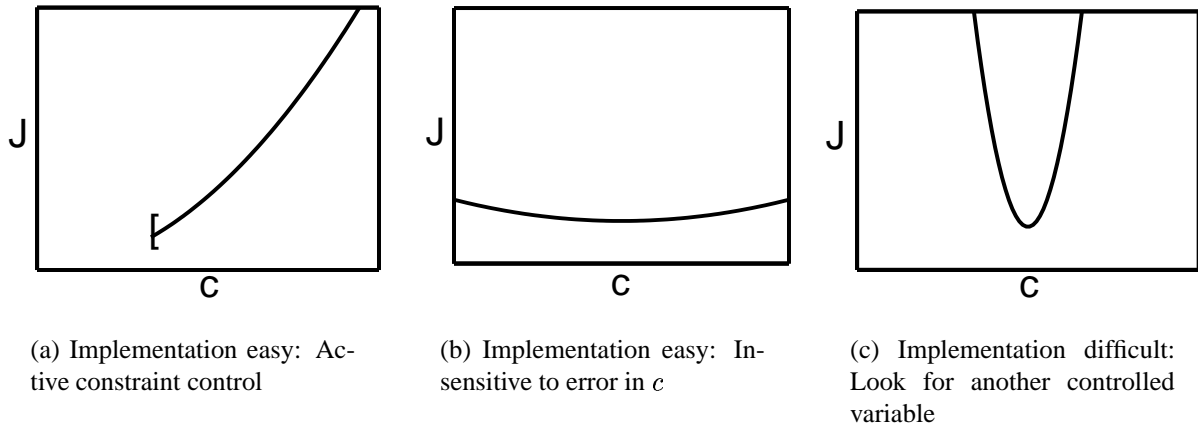 J
c
J
c
J
c
(a) Implementation easy: Ac-
tive constraint control
(b) Implementation easy: In-
sensitive to error in c
(c) Implementation difficult:
Look for another controlled
variable